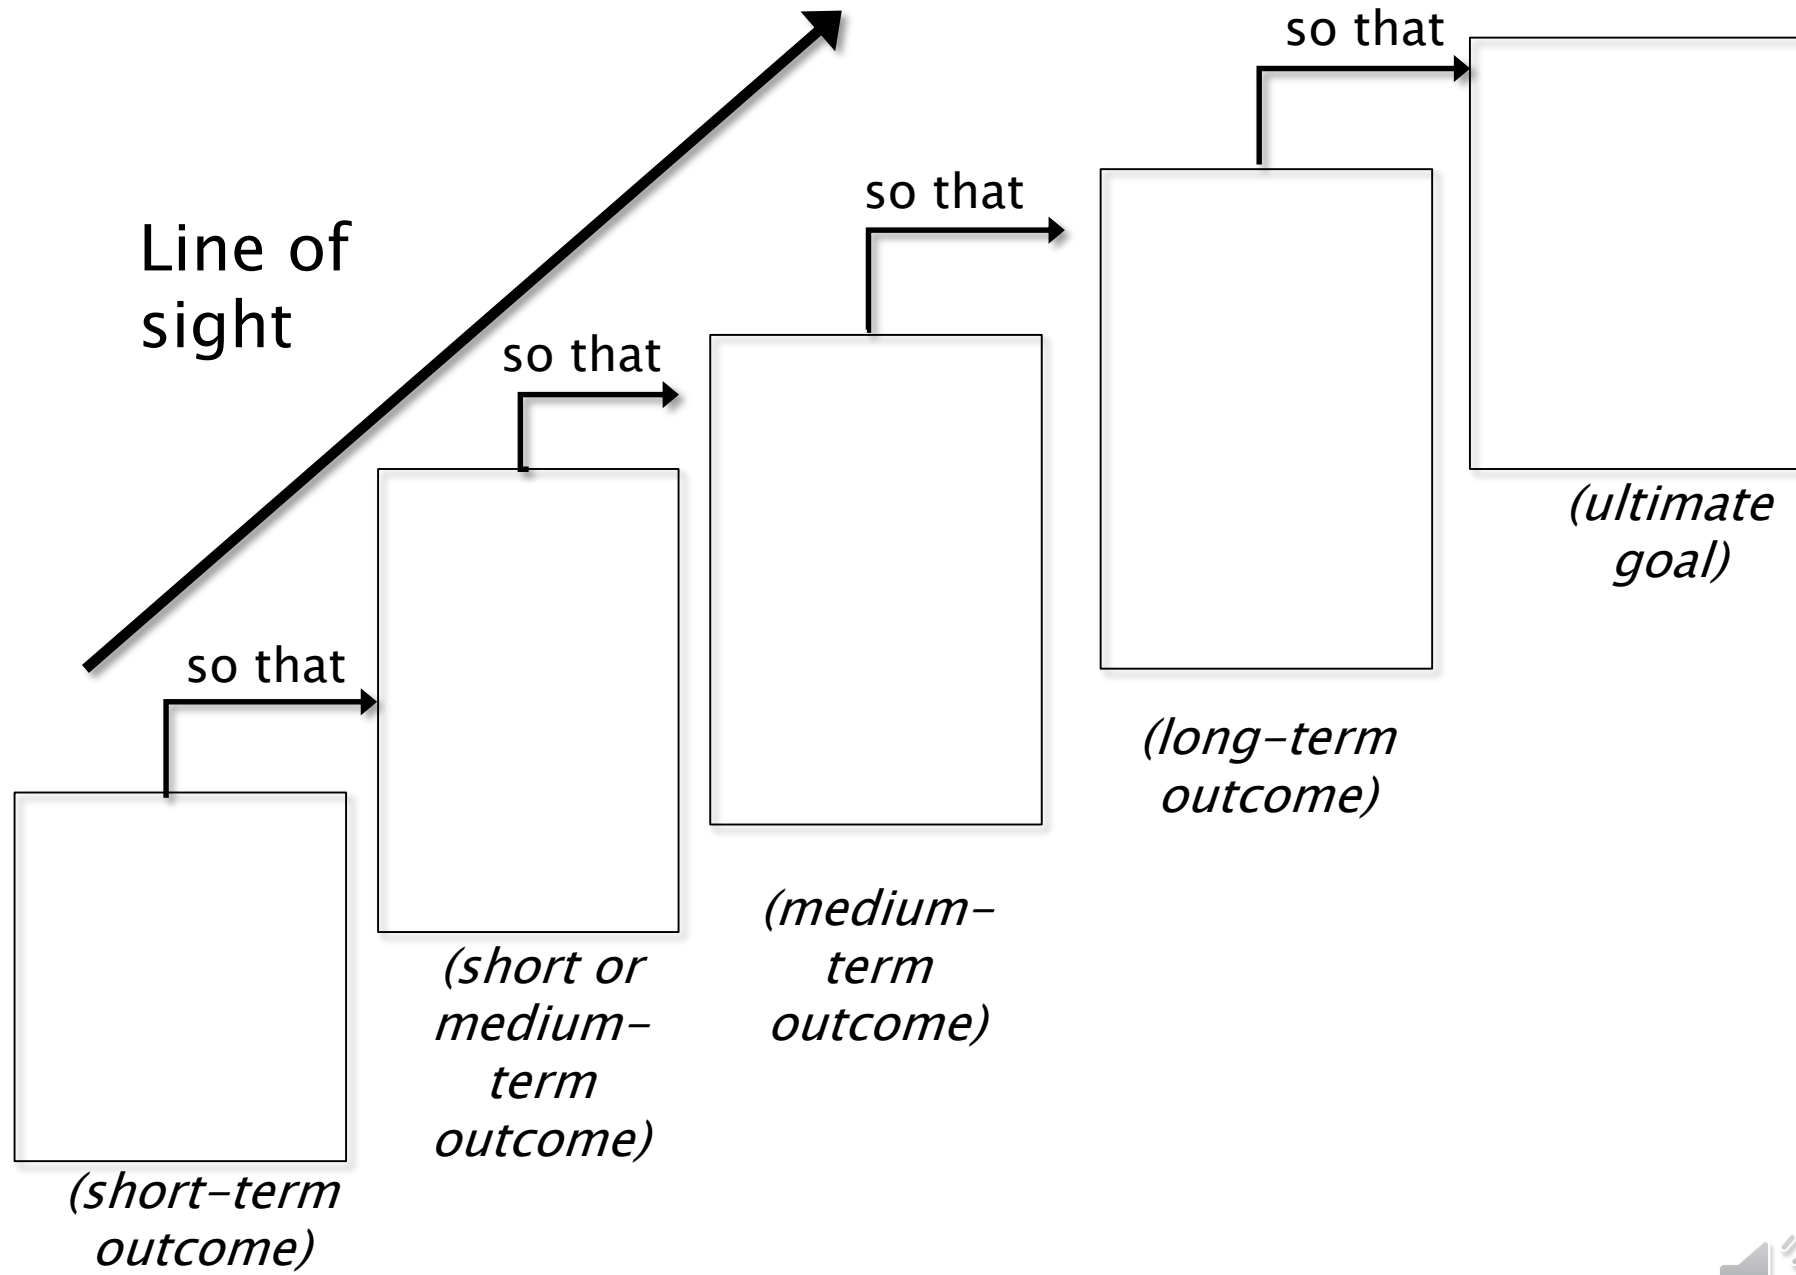 Line of
sight
so that
(short-term
outcome)
so that
(short or
medium-
term
outcome)
so that
(medium-
term
outcome)
so that
(long-term
outcome)
(ultimate
goal)